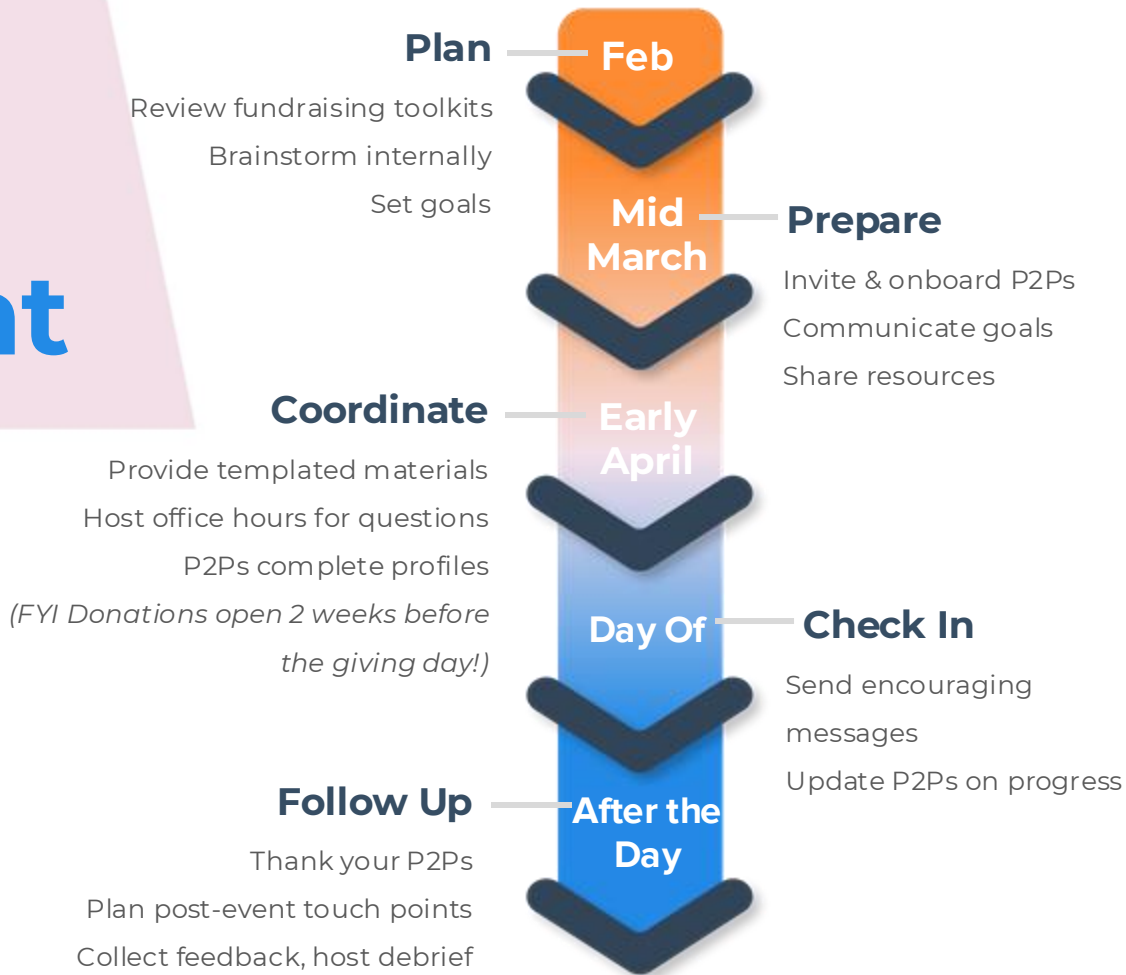 Plan
Feb
Review fundraising toolkits
Brainstorm internally
Set goals
Mid
March
Prepare
Invite & onboard P2Ps
Communicate goals
Share resources
Coordinate
Early
April
Provide templated materials
Host office hours for questions
P2Ps complete profiles
(FYI Donations open 2 weeks before
the giving day!)
Day Of
Check In
Send encouraging
messages
Update P2Ps on progress
Follow Up
After the
Day
Thank your P2Ps
Plan post-event touch points
Collect feedback, host debrief